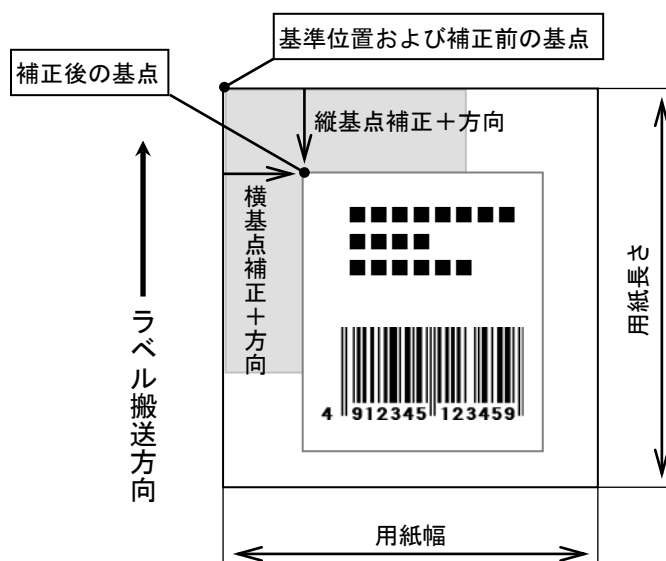 基準位置および補正前の基点
補正後の基点
縦基点補正＋方向
横基点補正＋方向
ラベル搬送方向
用紙長さ
4 912345 123459
用紙幅